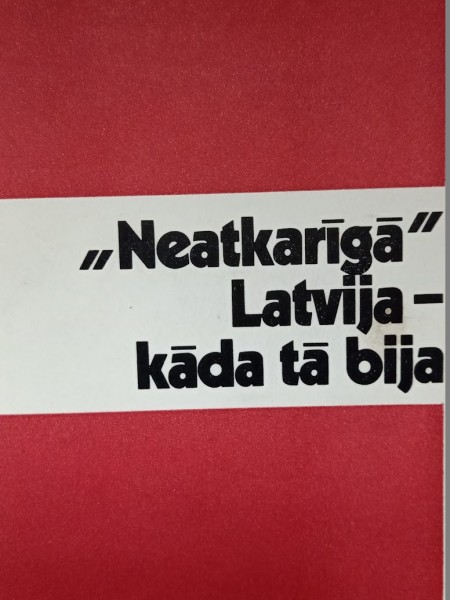 „Neatkarīgā“
Latvija –
kāda tā bija